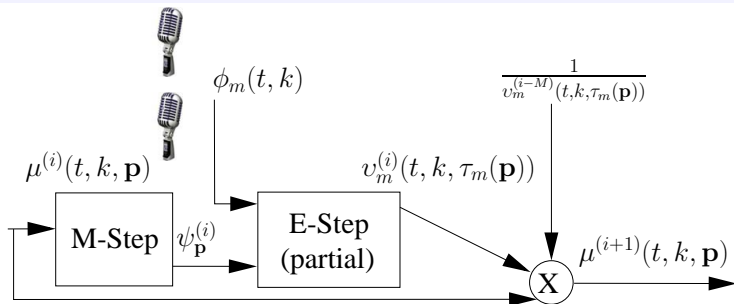 φ_m(t, k)
1 / υ_m^{(i−M)}(t,k,τ_m(𝐩))
μ^{(i)}(t, k, 𝐩)
υ_m^{(i)}(t, k, τ_m(𝐩))
M-Step
ψ_𝐩^{(i)}
E-Step
(partial)
X
μ^{(i+1)}(t, k, 𝐩)